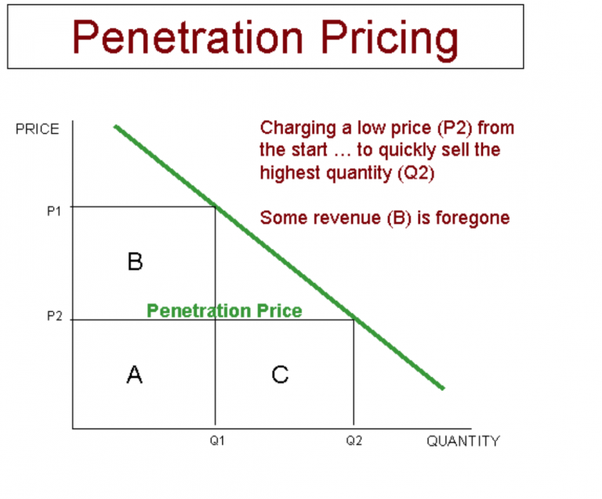 Penetration Pricing
PRICE
Charging a low price (P2) from
the start ... to quickly sell the
highest quantity (Q2)
P1
Some revenue (B) is foregone
B
Penetration Price
P2
A
C
Q1
Q2
QUANTITY